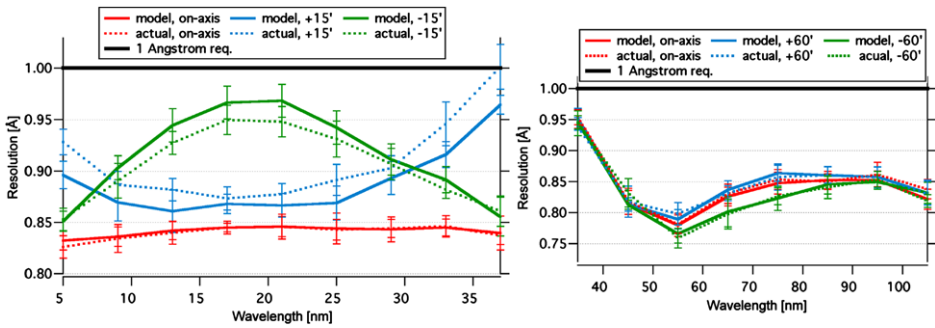 model, on-axis model, +15' model, -15'
actual, on-axis actual, +15' actual, -15'
1 Angstrom req.
1.00
0.95
0.90
0.85
0.80
Resolution [Å]
5 10 15 20 25 30 35
Wavelength [nm]
model, on-axis model, +60' model, -60'
actual, on-axis actual, +60' acual, -60'
1 Angstrom req.
1.00
0.95
0.90
0.85
0.80
0.75
Resolution [Å]
40 50 60 70 80 90 100
Wavelength [nm]